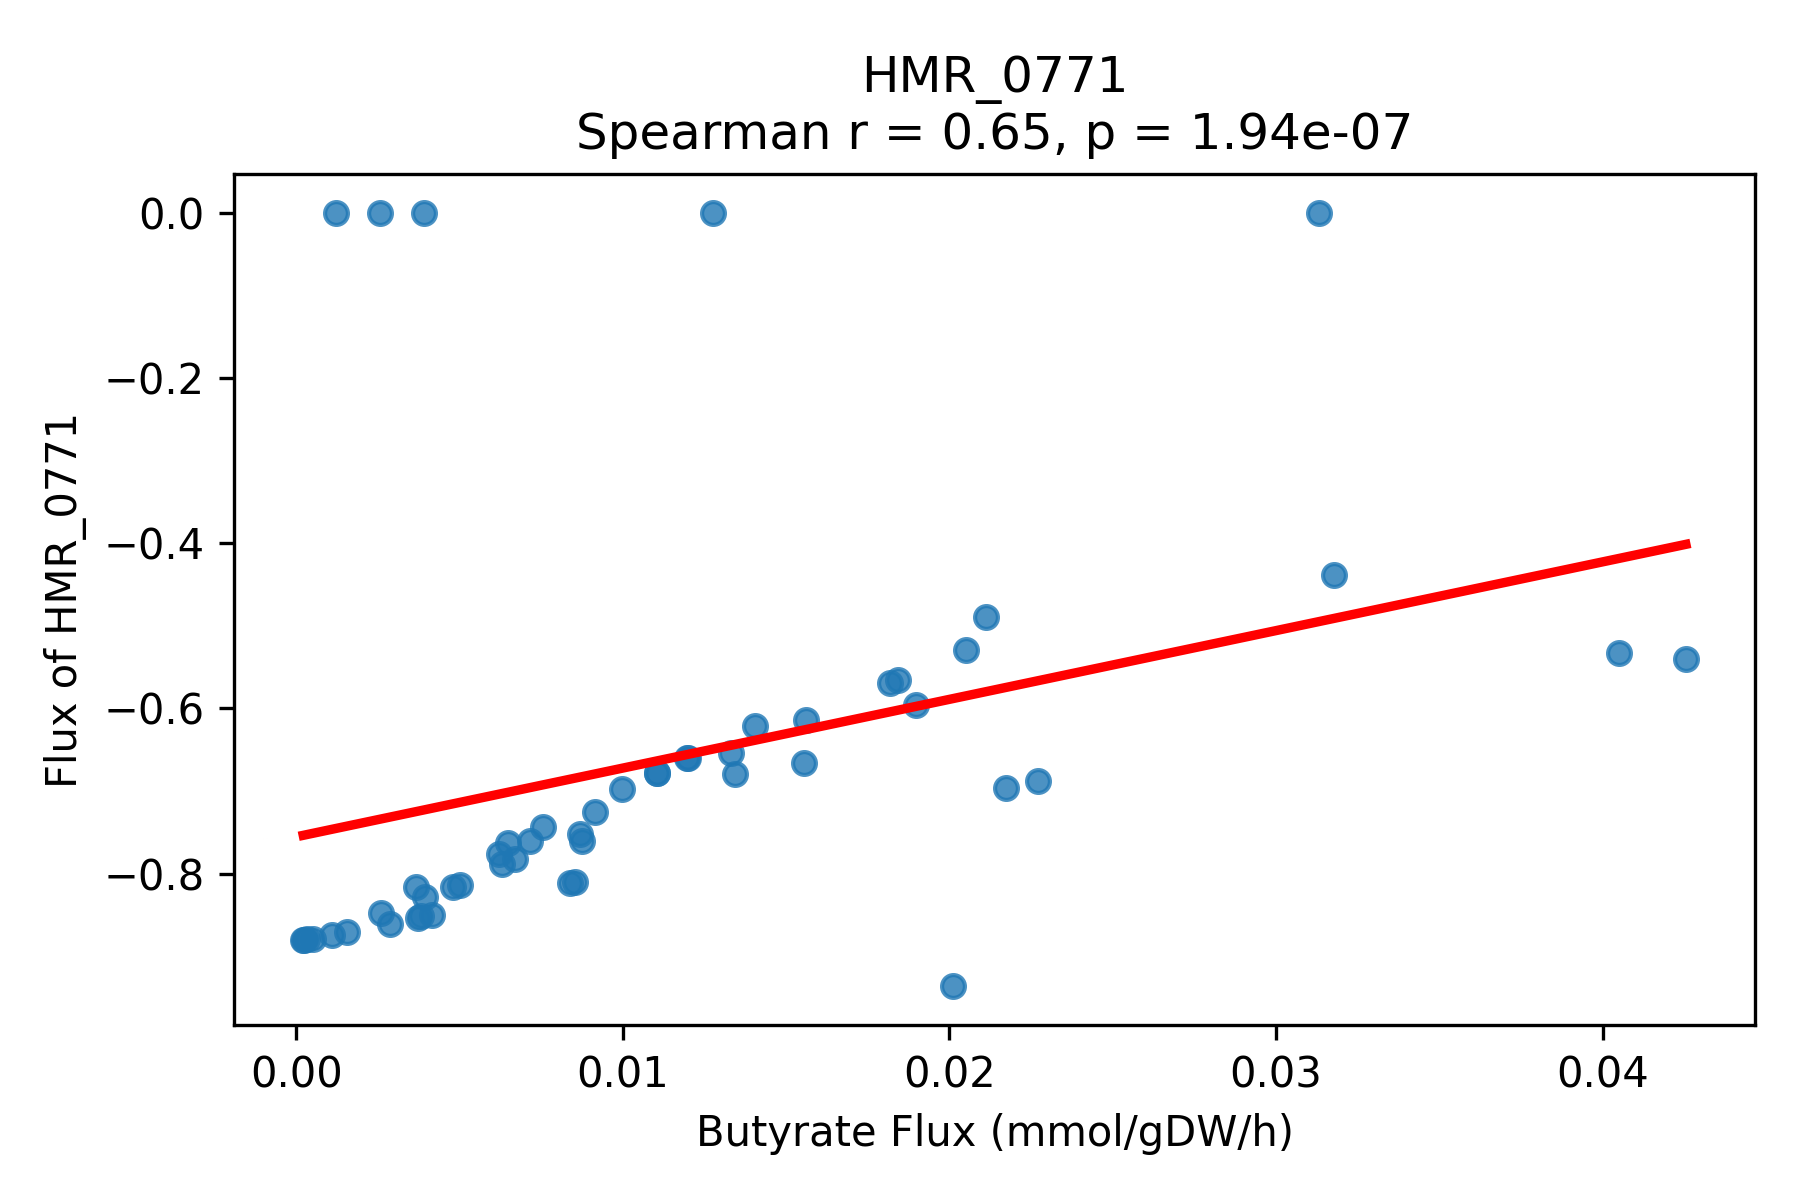 HMR_0771
Spearman r = 0.65, p = 1.94e-07
0.0
−0.2
−0.4
−0.6
−0.8
Flux of HMR_0771
0.00 0.01 0.02 0.03 0.04
Butyrate Flux (mmol/gDW/h)